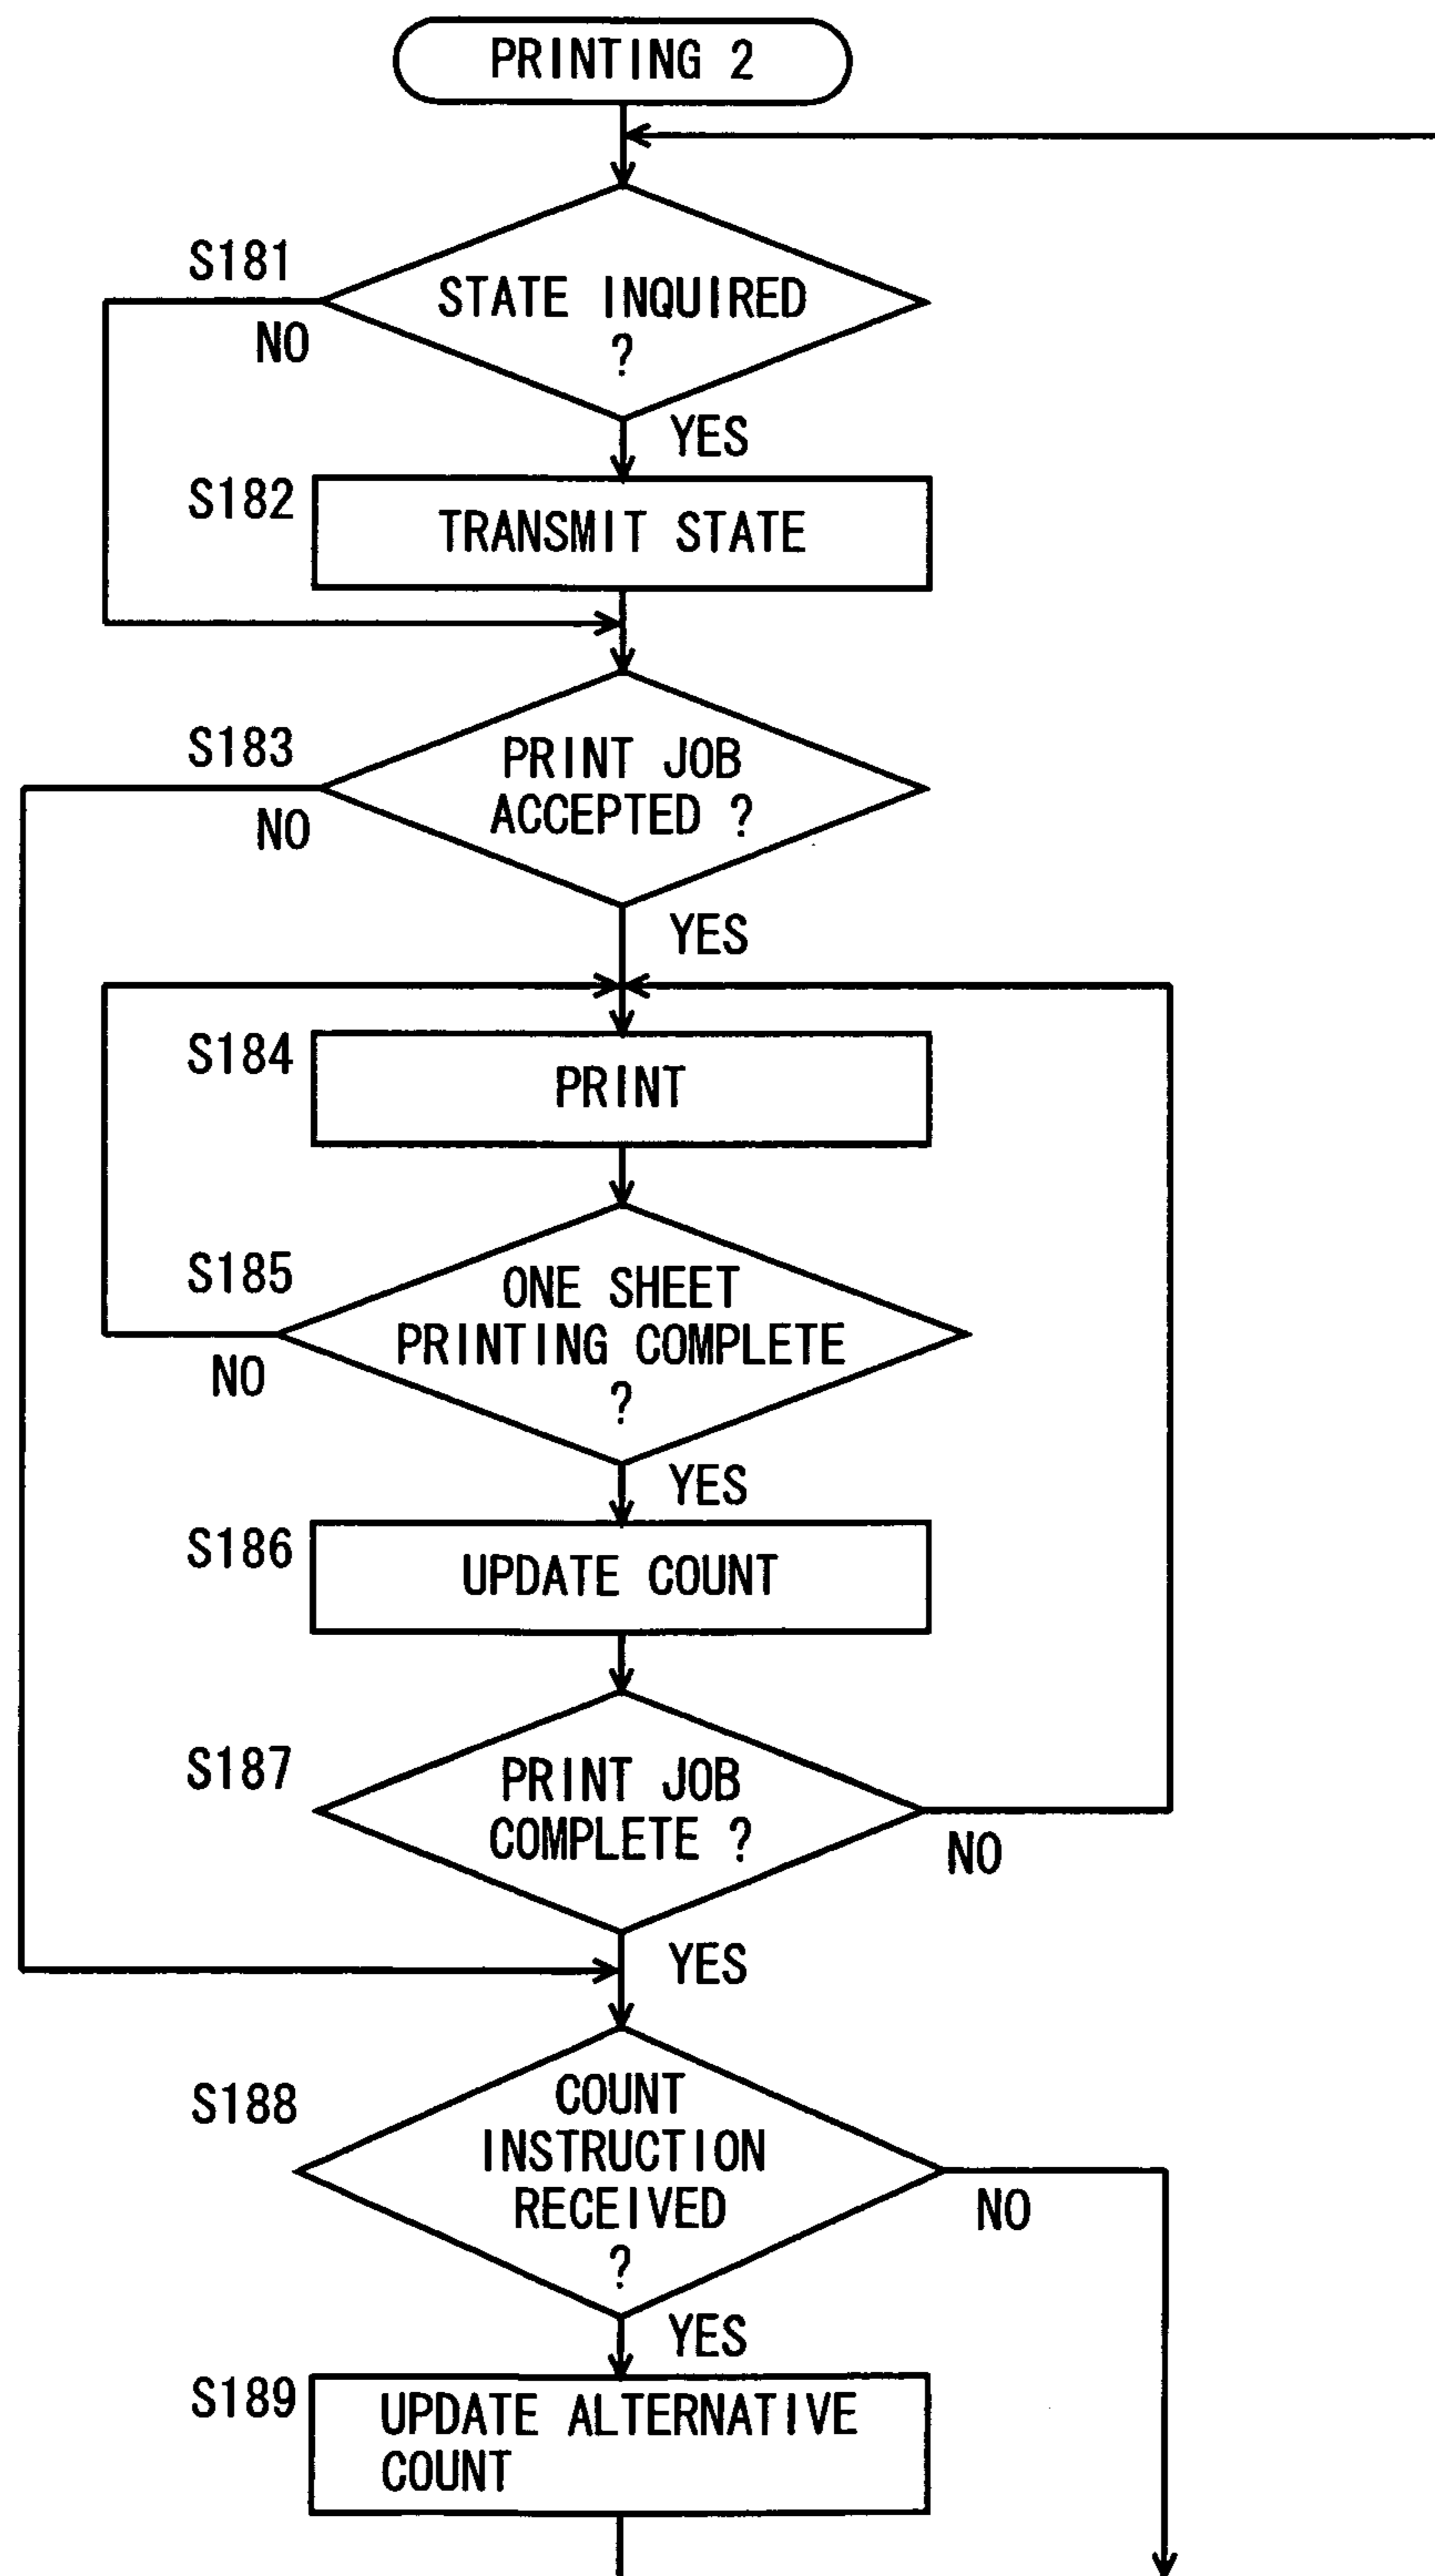 PRINTING 2
S181
STATE INQUIRED
?
NO
YES
S182
TRANSMIT STATE
S183
PRINT JOB
ACCEPTED ?
NO
YES
S184
PRINT
S185
ONE SHEET
PRINTING COMPLETE
?
NO
YES
S186
UPDATE COUNT
S187
PRINT JOB
COMPLETE ?
NO
YES
S188
COUNT
INSTRUCTION
RECEIVED
?
NO
YES
S189
UPDATE ALTERNATIVE
COUNT